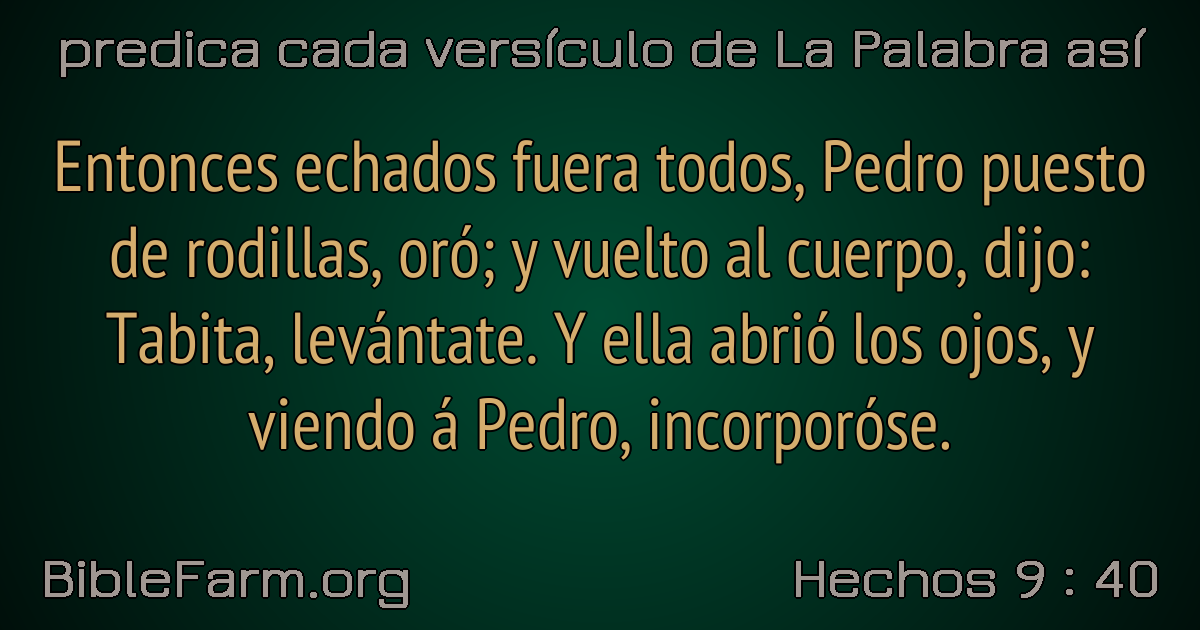 predica cada versículo de La Palabra así
Entonces echados fuera todos, Pedro puesto
de rodillas, oró; y vuelto al cuerpo, dijo:
Tabita, levántate. Y ella abrió los ojos, y
viendo á Pedro, incorporóse.
BibleFarm.org
Hechos 9 : 40